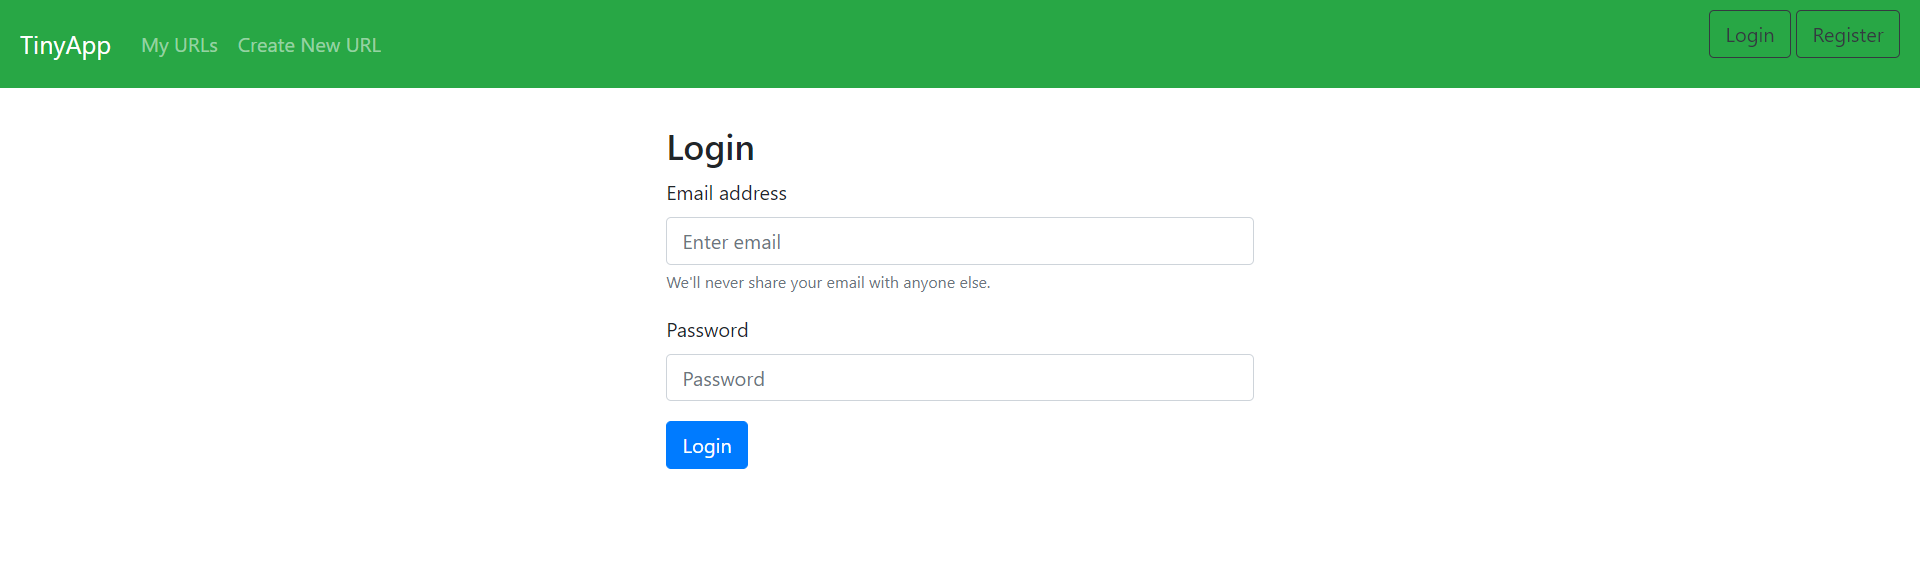 TinyApp My URLs Create New URL Login Register
Login
Email address
Enter email
We'll never share your email with anyone else.
Password
Password
Login